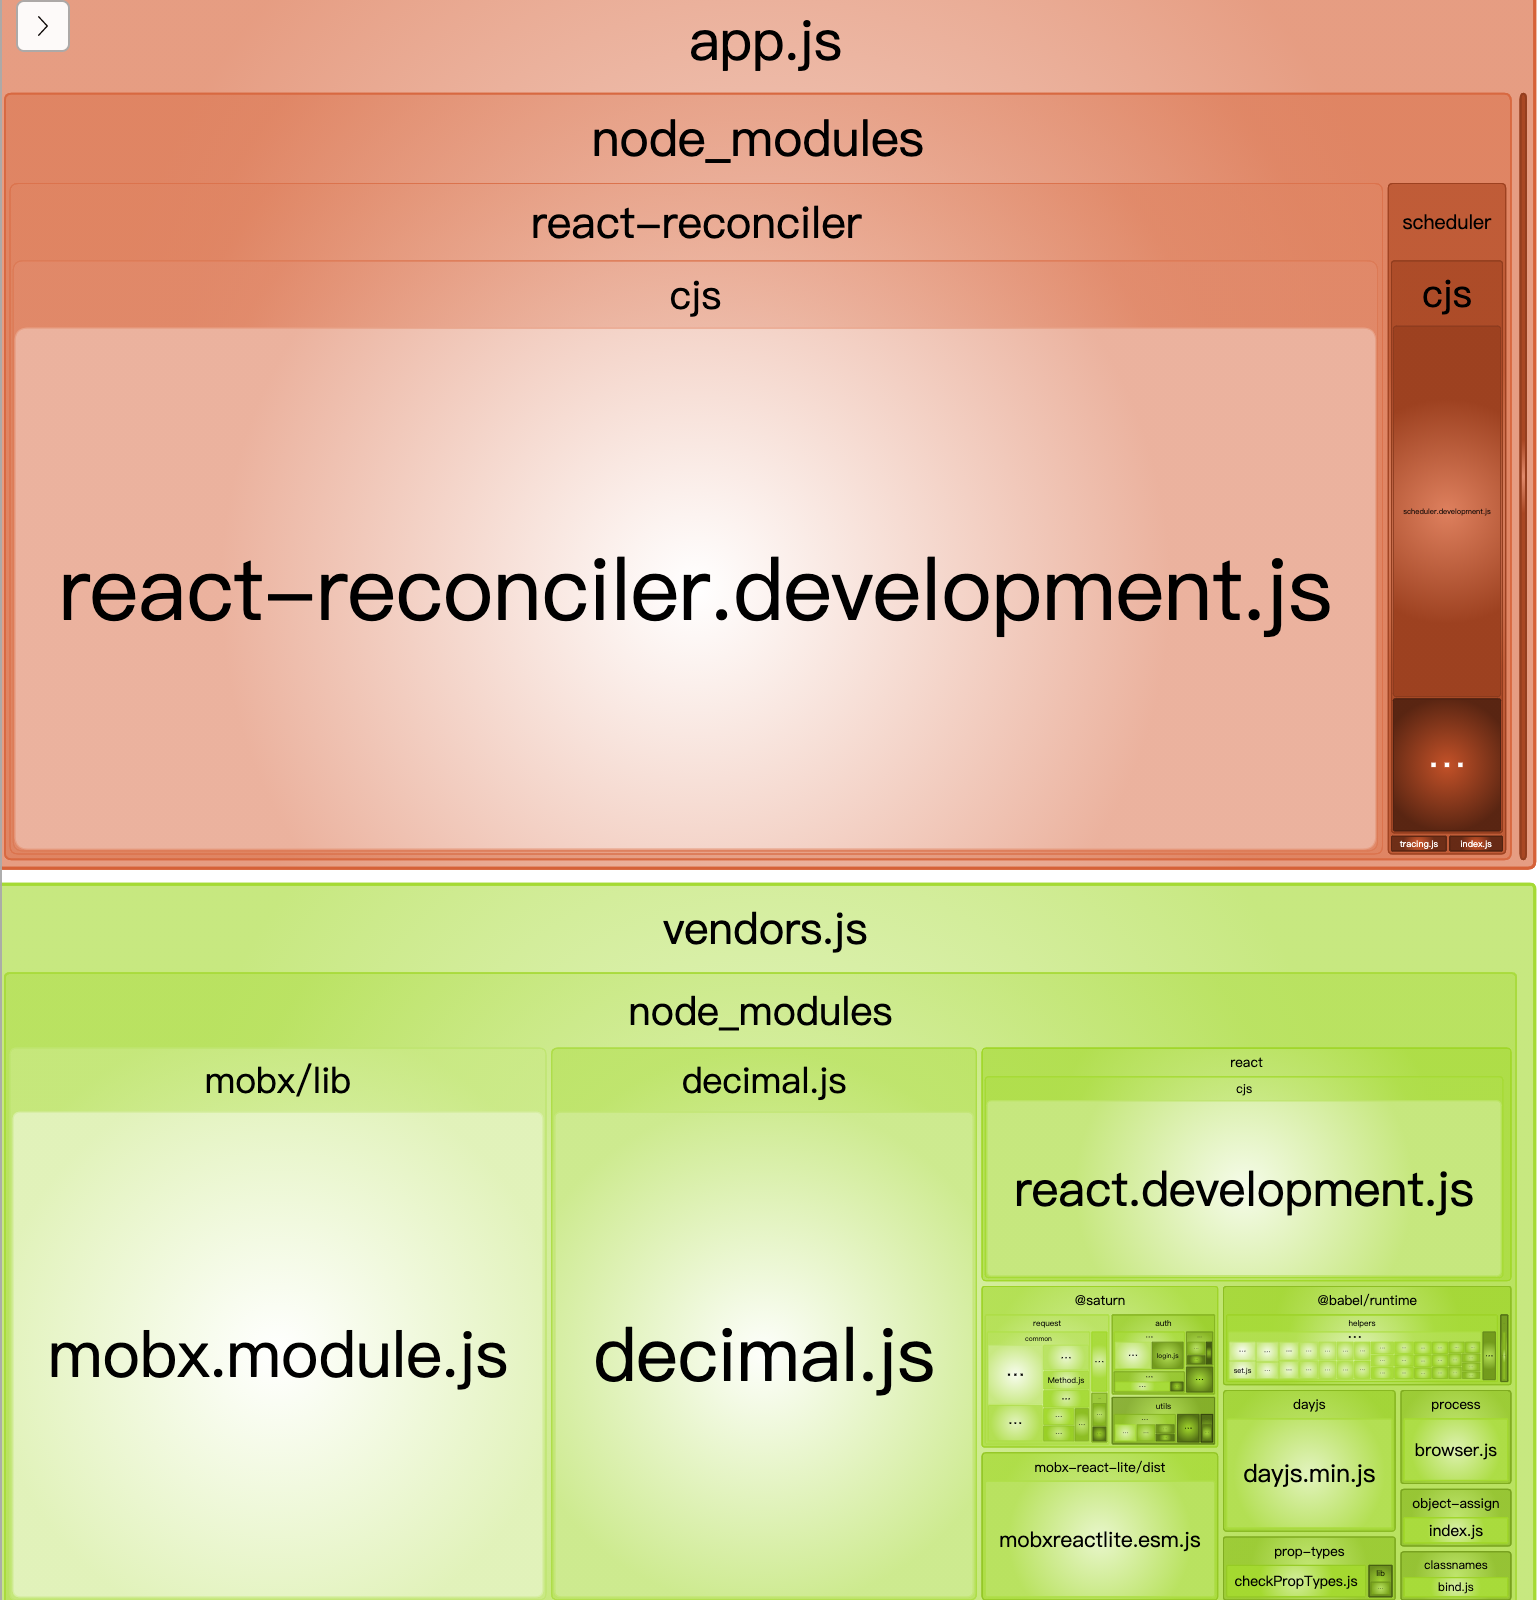 app.js
node_modules
react-reconciler
scheduler
cjs
cjs
react-reconciler.development.js
scheduler.development.js
...
tracing.js
index.js
vendors.js
node_modules
mobx/lib
decimal.js
react
cjs
mobx.module.js
decimal.js
react.development.js
@saturn
request
common
...
Method.js
...
auth
...
login.js
utils
...
@babel/runtime
helpers
...
set.js
mobx-react-lite/dist
mobxreactlite.esm.js
dayjs
dayjs.min.js
process
browser.js
object-assign
index.js
prop-types
checkPropTypes.js
lib
...
classnames
bind.js